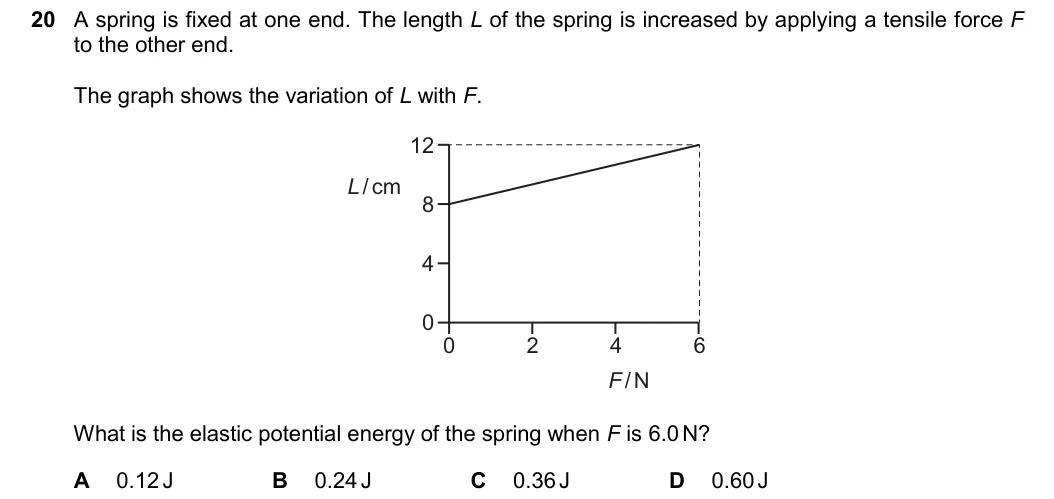 20 A spring is fixed at one end. The length L of the spring is increased by applying a tensile force F
to the other end.
The graph shows the variation of L with F.
12
L/cm
8
4
0
0 2 4 6
F/N
What is the elastic potential energy of the spring when F is 6.0 N?
A 0.12 J B 0.24 J C 0.36 J D 0.60 J